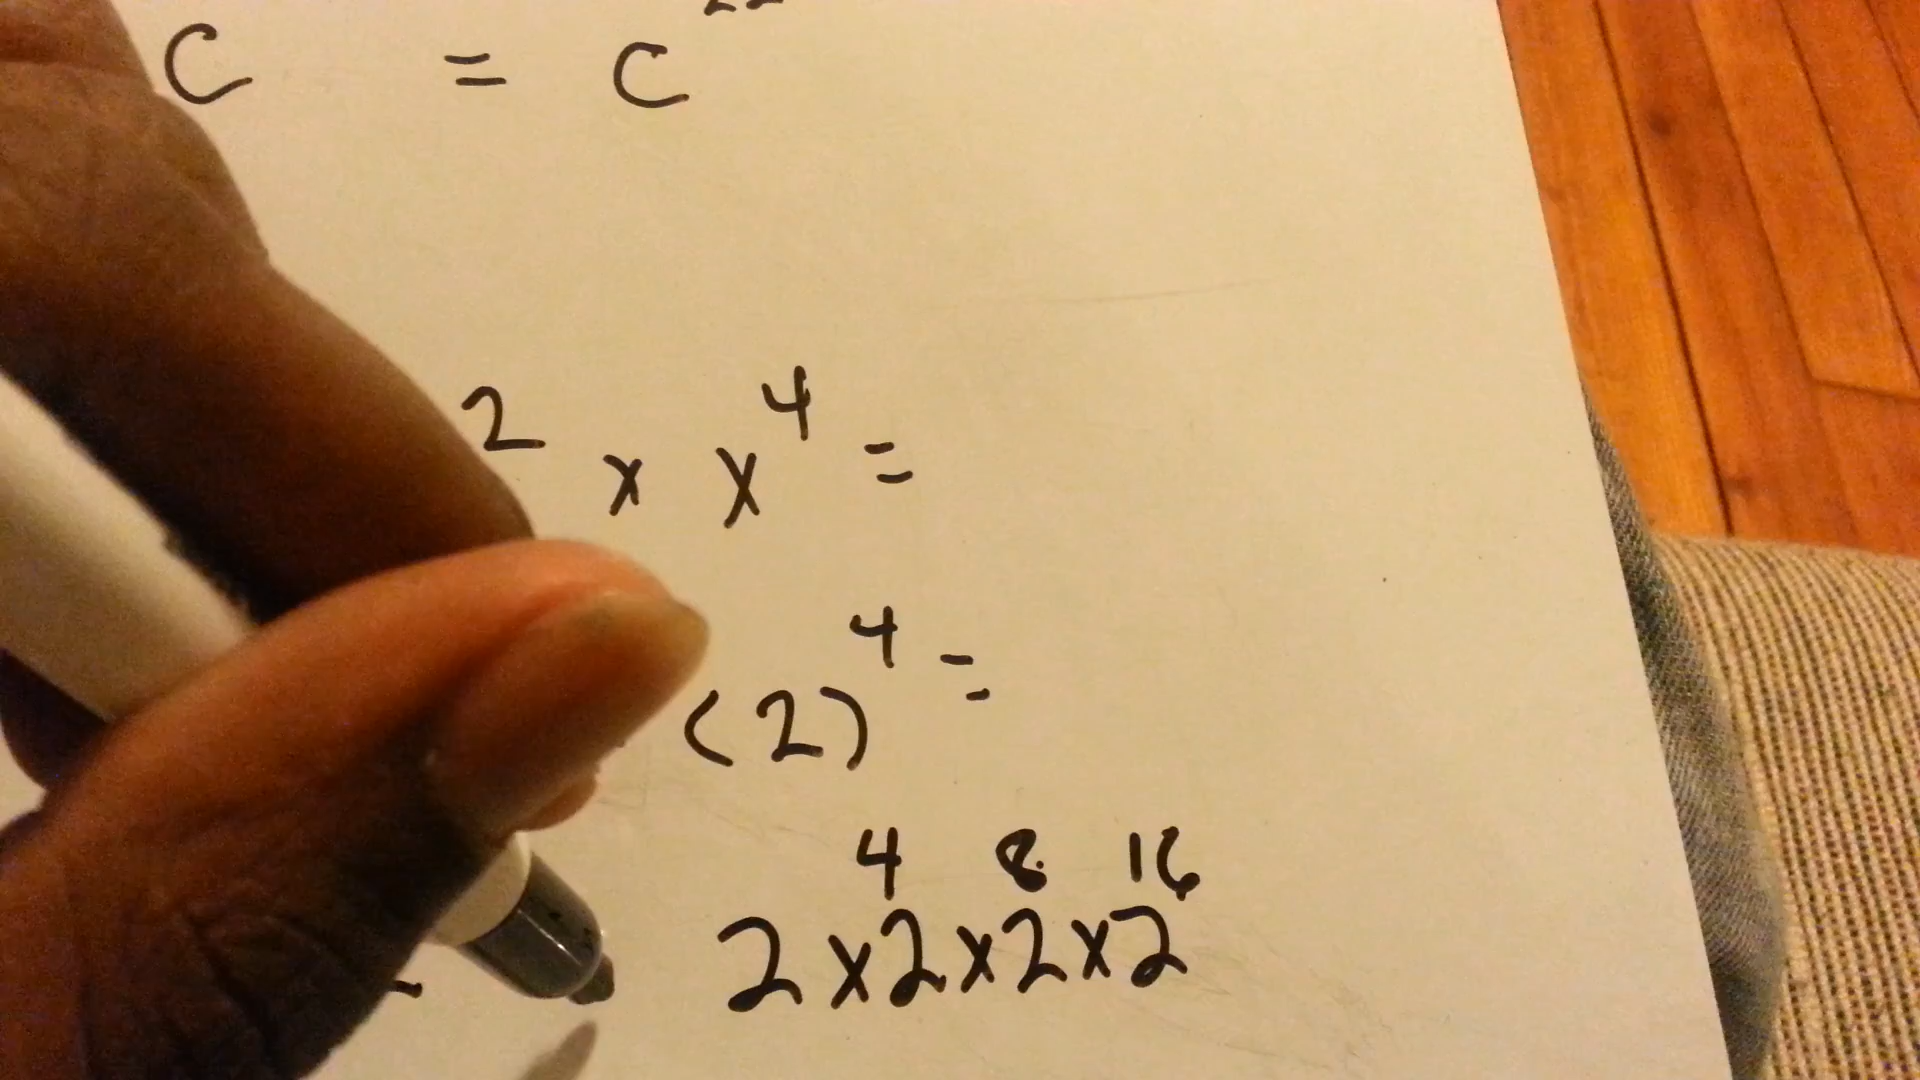 C = C
2 x x⁴ =
(2)⁴ =
4 8 16
2x2x2x2